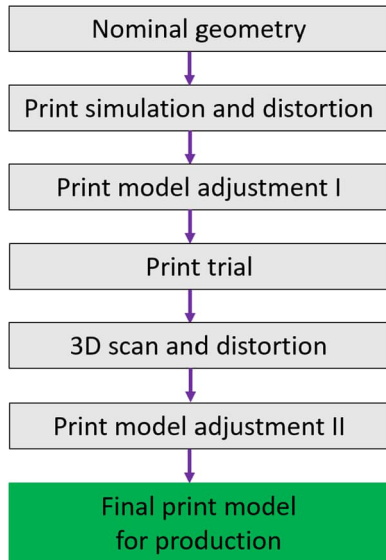 Nominal geometry
Print simulation and distortion
Print model adjustment I
Print trial
3D scan and distortion
Print model adjustment II
Final print model
for production